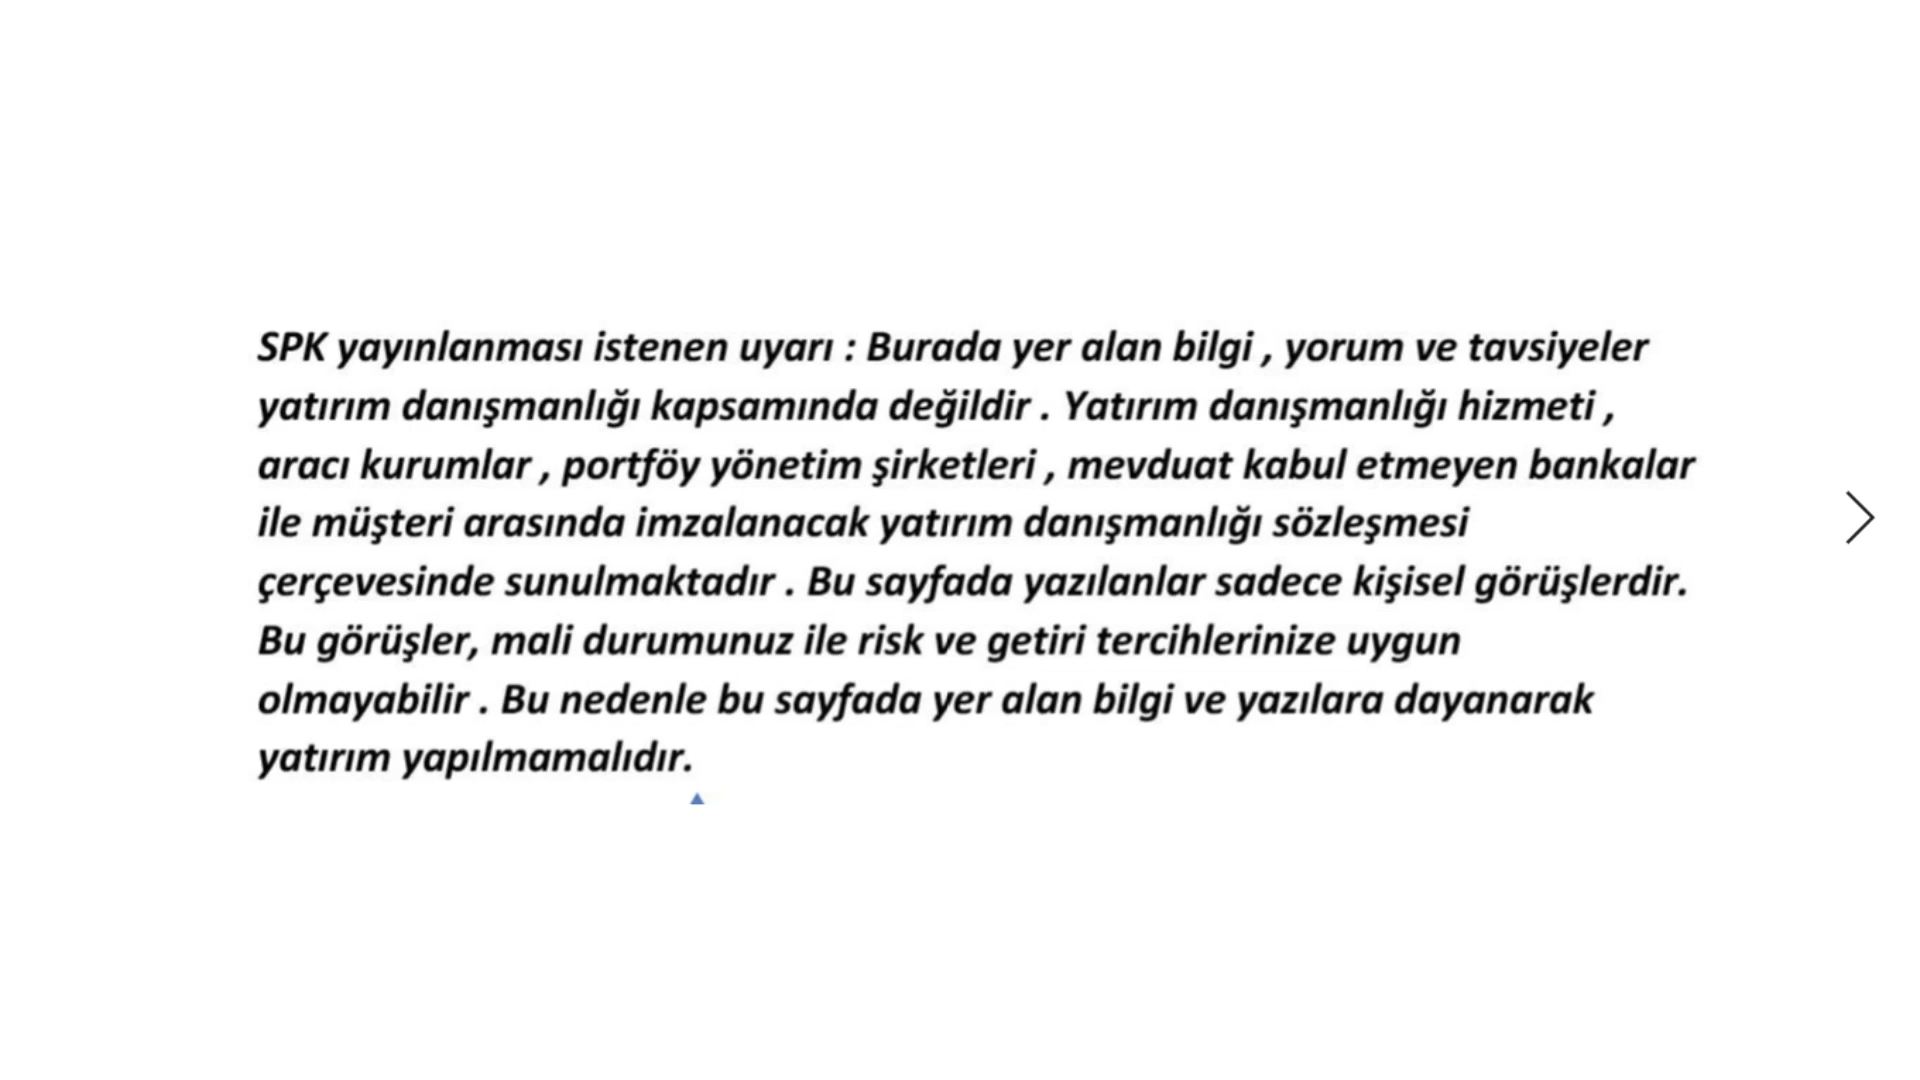 SPK yayınlanması istenen uyarı : Burada yer alan bilgi , yorum ve tavsiyeler
yatırım danışmanlığı kapsamında değildir . Yatırım danışmanlığı hizmeti ,
aracı kurumlar , portföy yönetim şirketleri , mevduat kabul etmeyen bankalar
ile müşteri arasında imzalanacak yatırım danışmanlığı sözleşmesi
çerçevesinde sunulmaktadır . Bu sayfada yazılanlar sadece kişisel görüşlerdir.
Bu görüşler, mali durumunuz ile risk ve getiri tercihlerinize uygun
olmayabilir . Bu nedenle bu sayfada yer alan bilgi ve yazılara dayanarak
yatırım yapılmamalıdır.